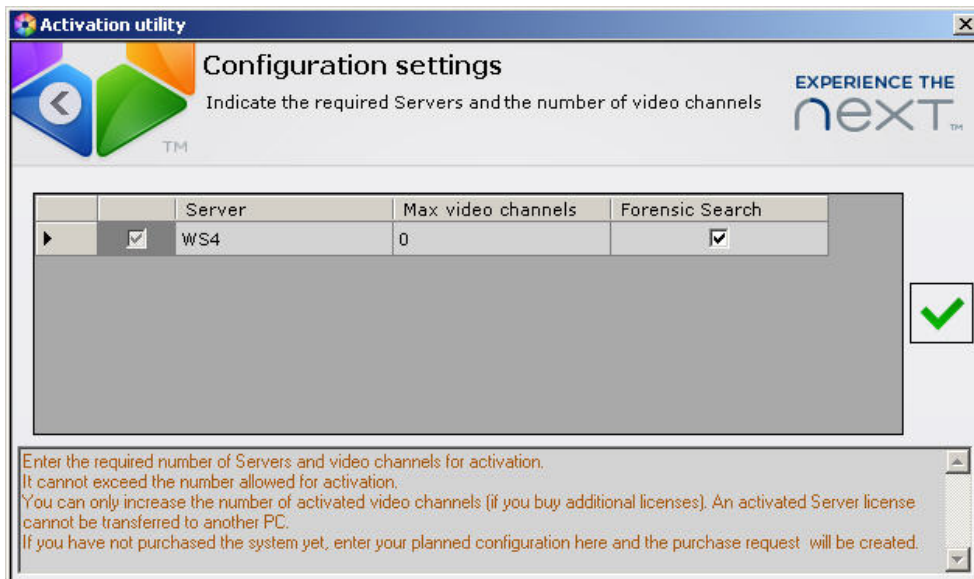 Activation utility
Configuration settings
Indicate the required Servers and the number of video channels
EXPERIENCE THE
next™
TM
Server Max video channels Forensic Search
WS4 0
Enter the required number of Servers and video channels for activation.
It cannot exceed the number allowed for activation.
You can only increase the number of activated video channels (if you buy additional licenses). An activated Server license
cannot be transferred to another PC.
If you have not purchased the system yet, enter your planned configuration here and the purchase request will be created.